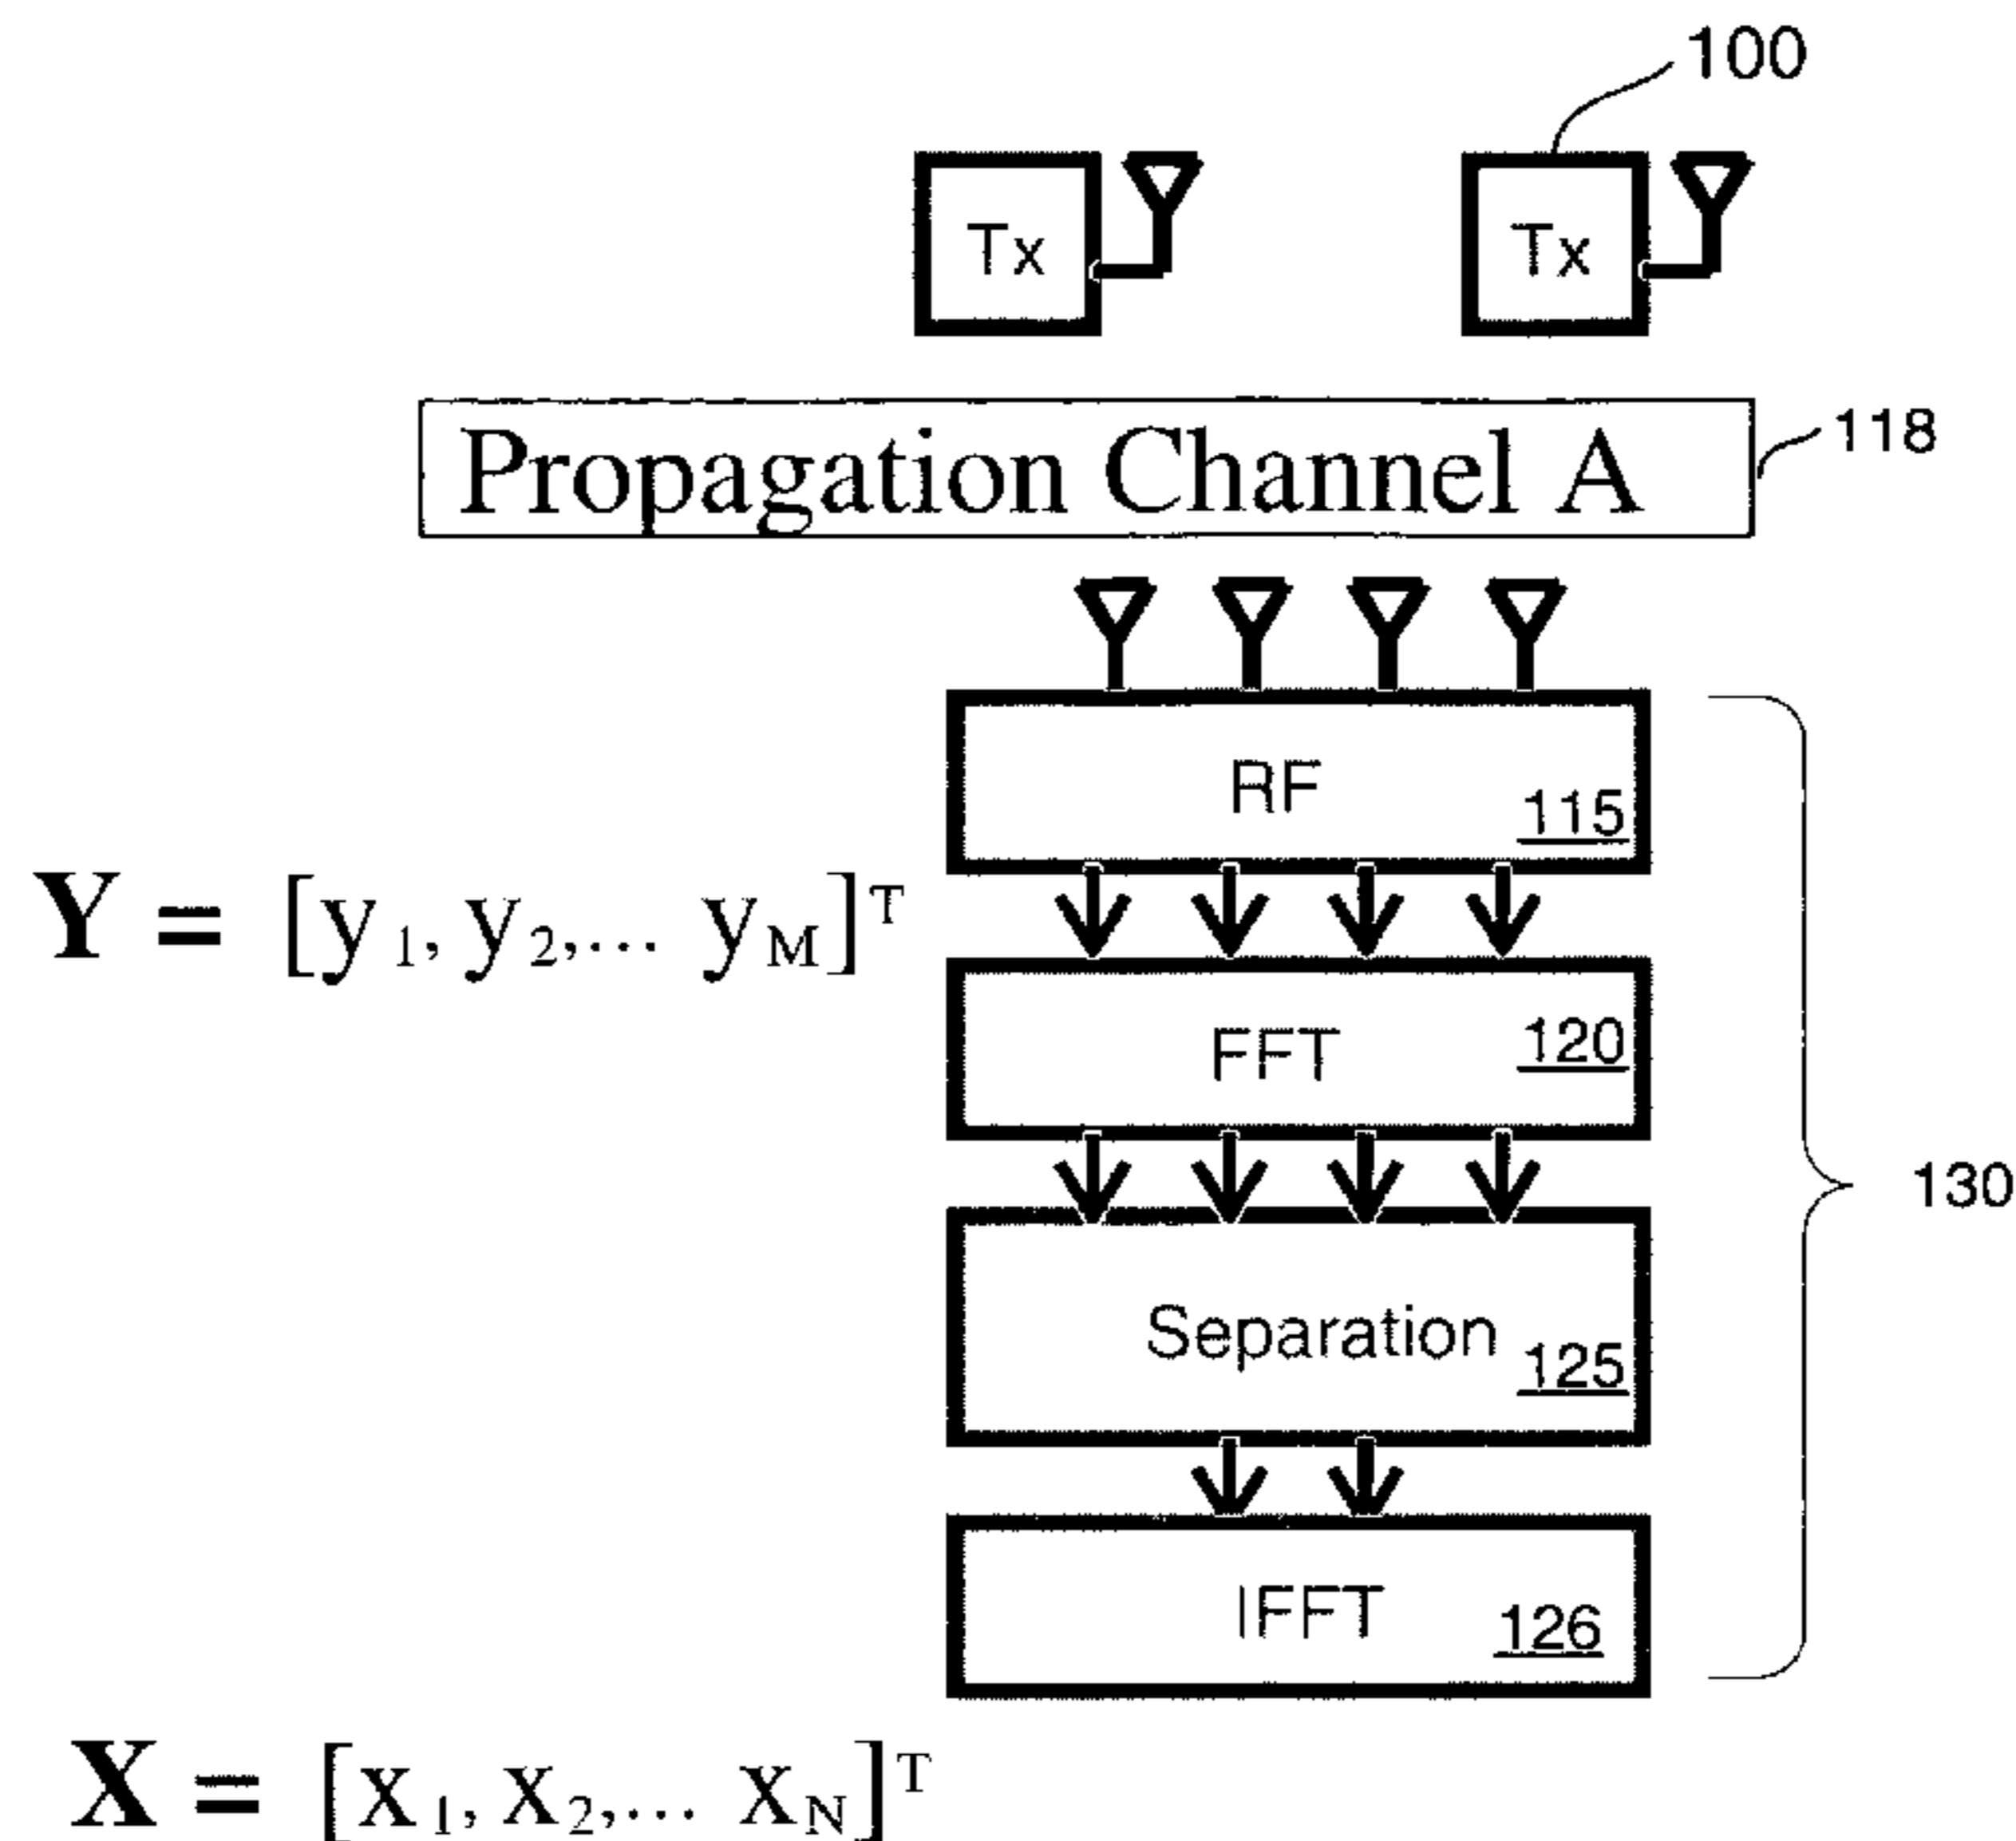 100
Tx
Tx
Propagation Channel A
118
RF
115
Y = [y1, y2,... yM]T
FFT
120
130
Separation
125
IFFT
126
X = [x1, x2,... xN]T